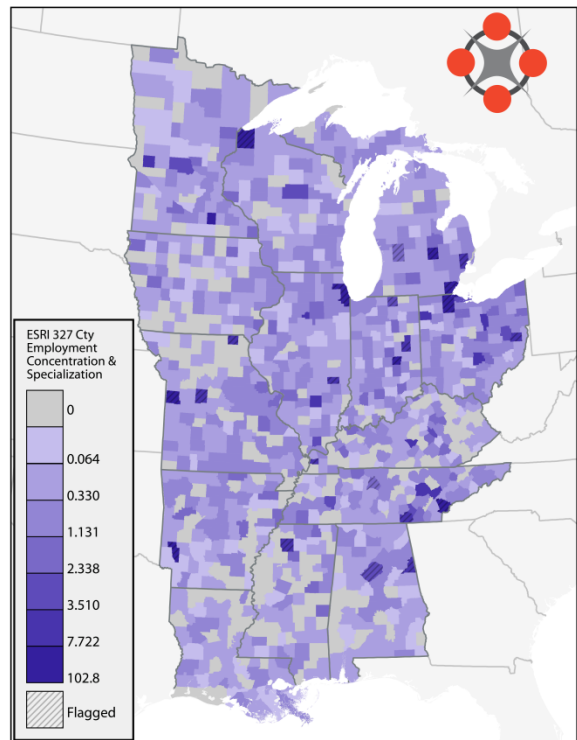 ESRI 327 Cty
Employment
Concentration &
Specialization
0
0.064
0.330
1.131
2.338
3.510
7.722
102.8
Flagged